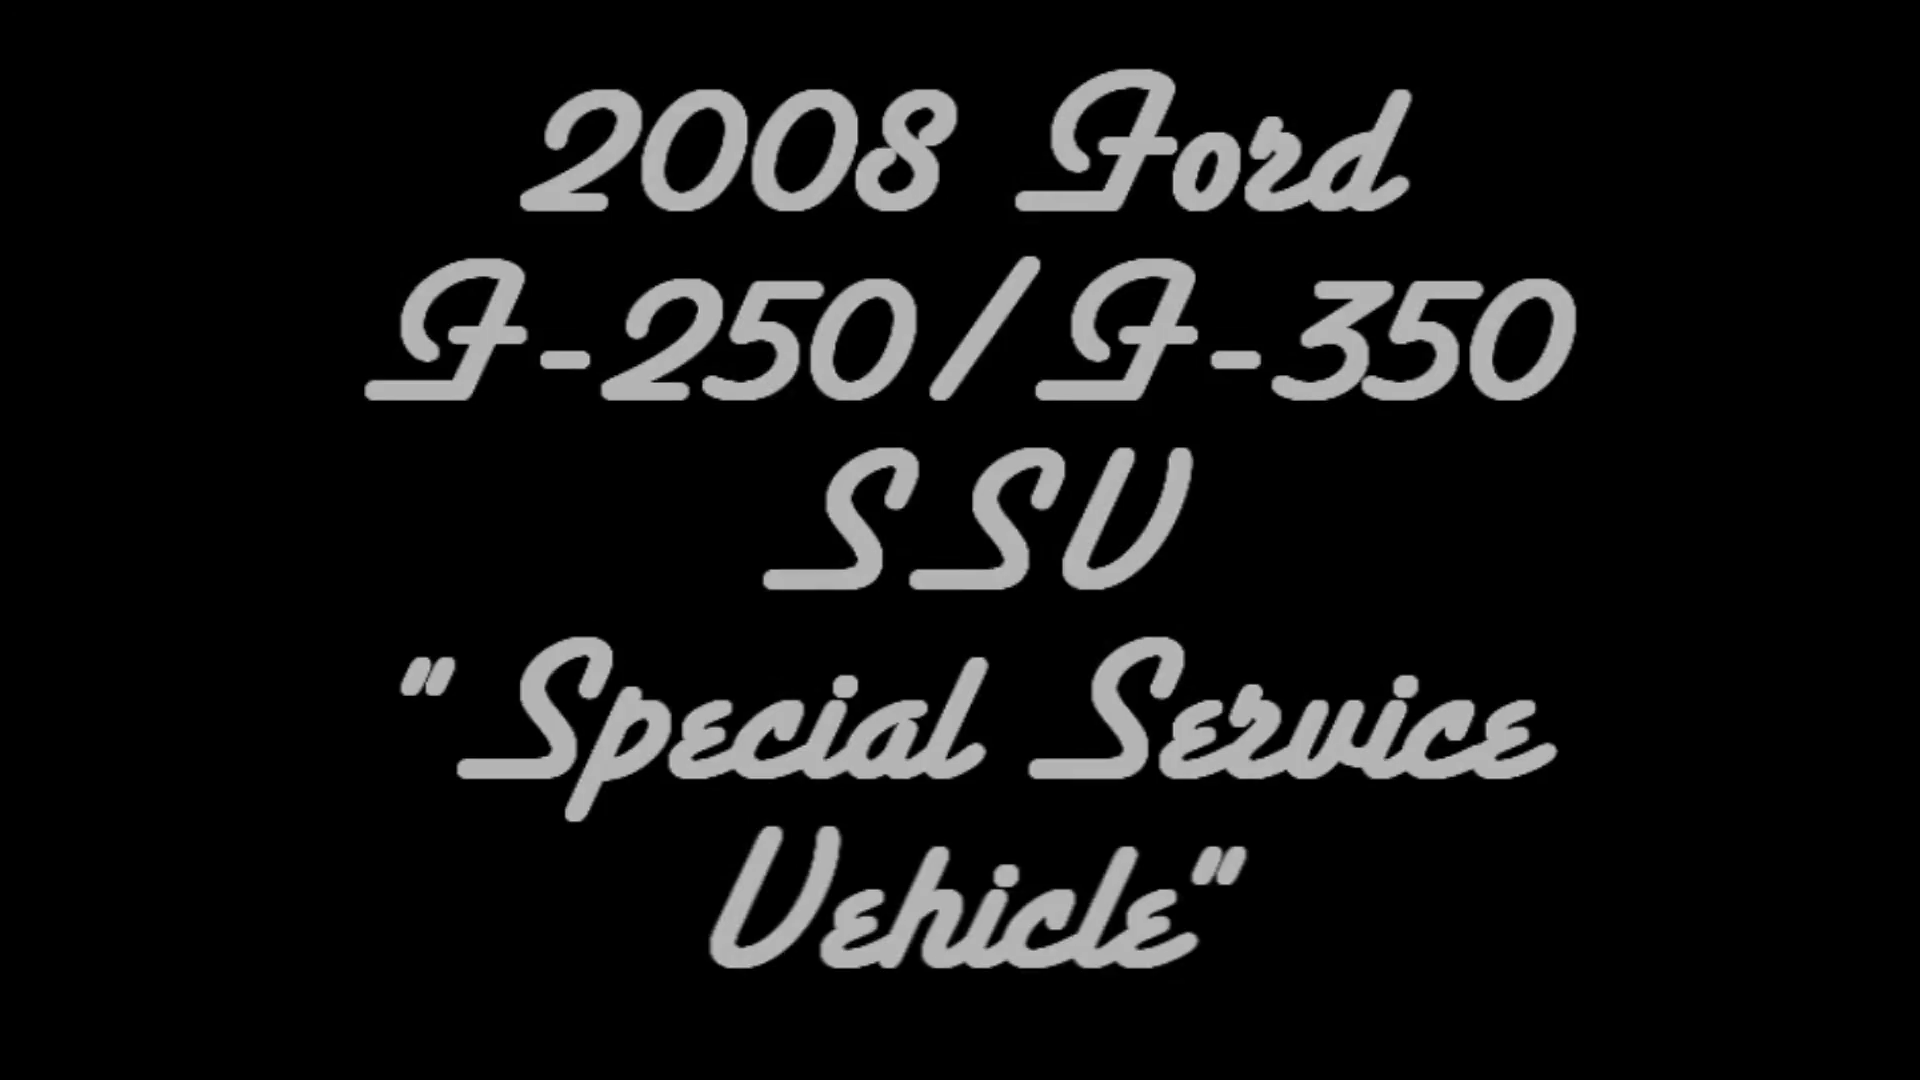 2008 Ford
F-250/F-350
SSV
"Special Service
Vehicle"